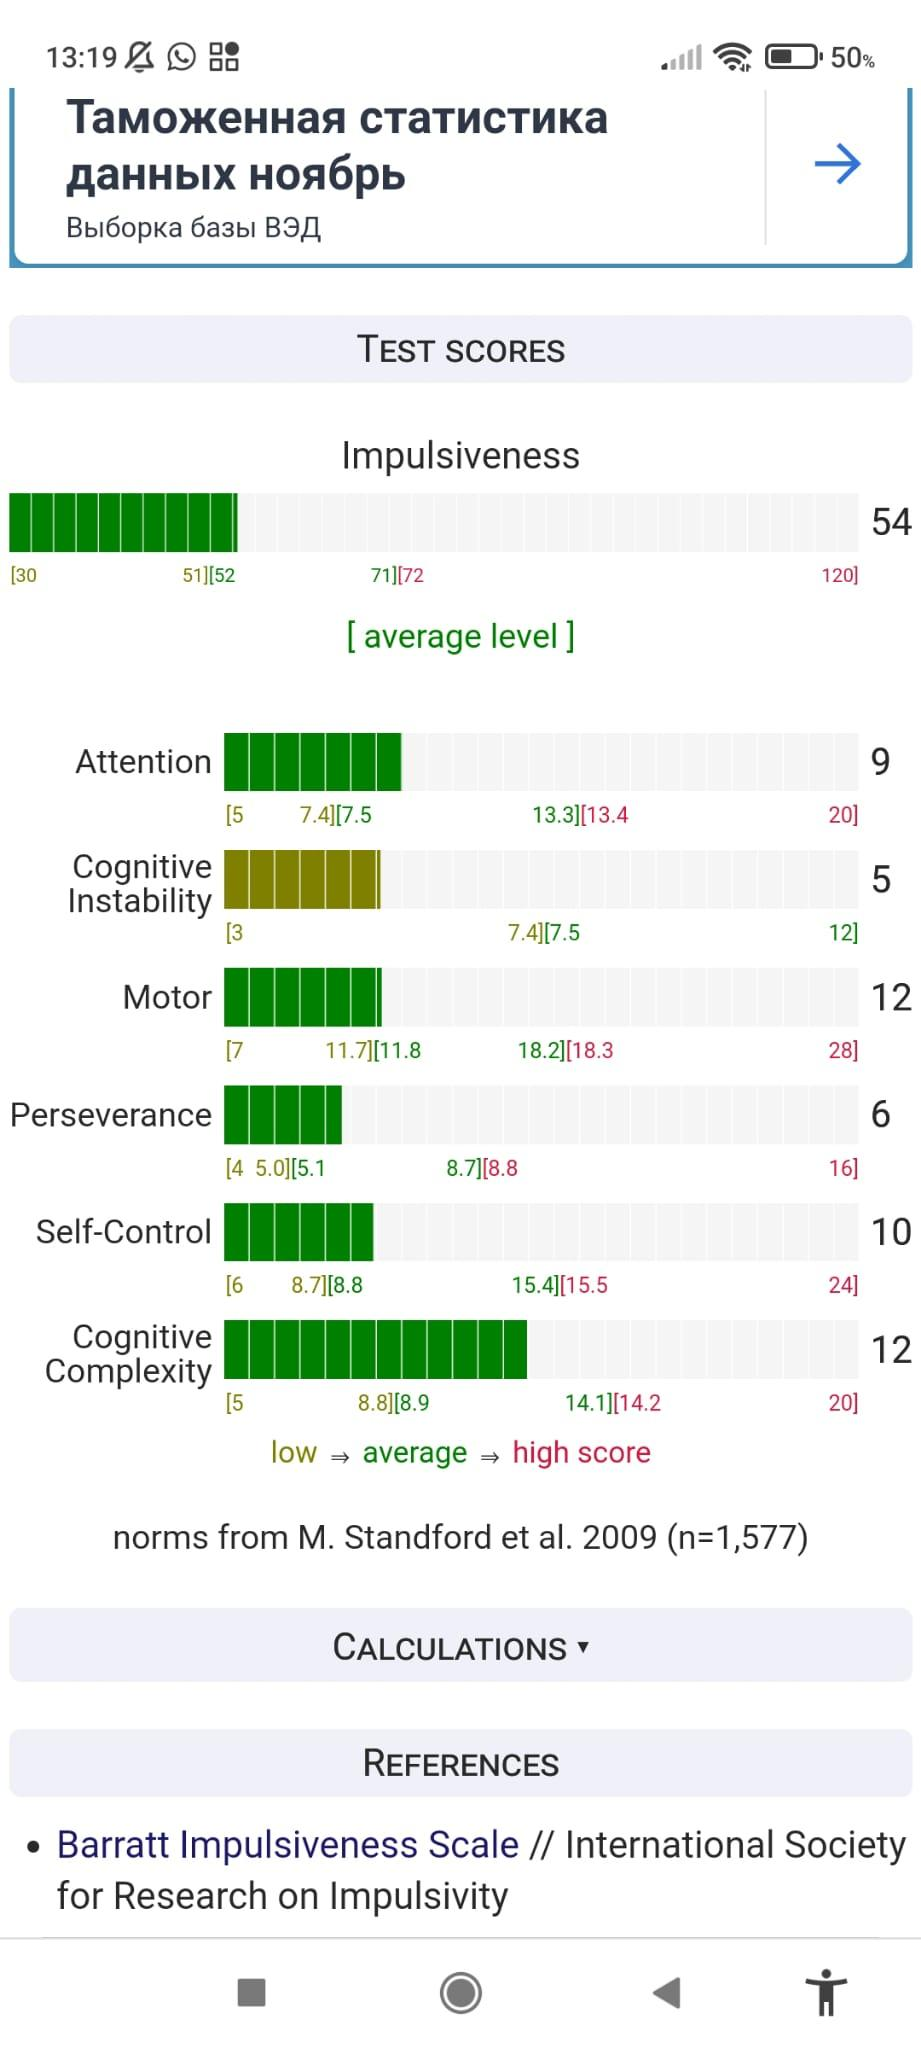 13:19 50%
Таможенная статистика
данных ноябрь
Выборка базы ВЭД
TEST SCORES
Impulsiveness
54
[30 51][52 71][72 120]
[ average level ]
Attention 9
[5 7.4][7.5 13.3][13.4 20]
Cognitive
Instability 5
[3 7.4][7.5 12]
Motor 12
[7 11.7][11.8 18.2][18.3 28]
Perseverance 6
[4 5.0][5.1 8.7][8.8 16]
Self-Control 10
[6 8.7][8.8 15.4][15.5 24]
Cognitive
Complexity 12
[5 8.8][8.9 14.1][14.2 20]
low ⇒ average ⇒ high score
norms from M. Standford et al. 2009 (n=1,577)
CALCULATIONS ▾
REFERENCES
• Barratt Impulsiveness Scale // International Society
for Research on Impulsivity